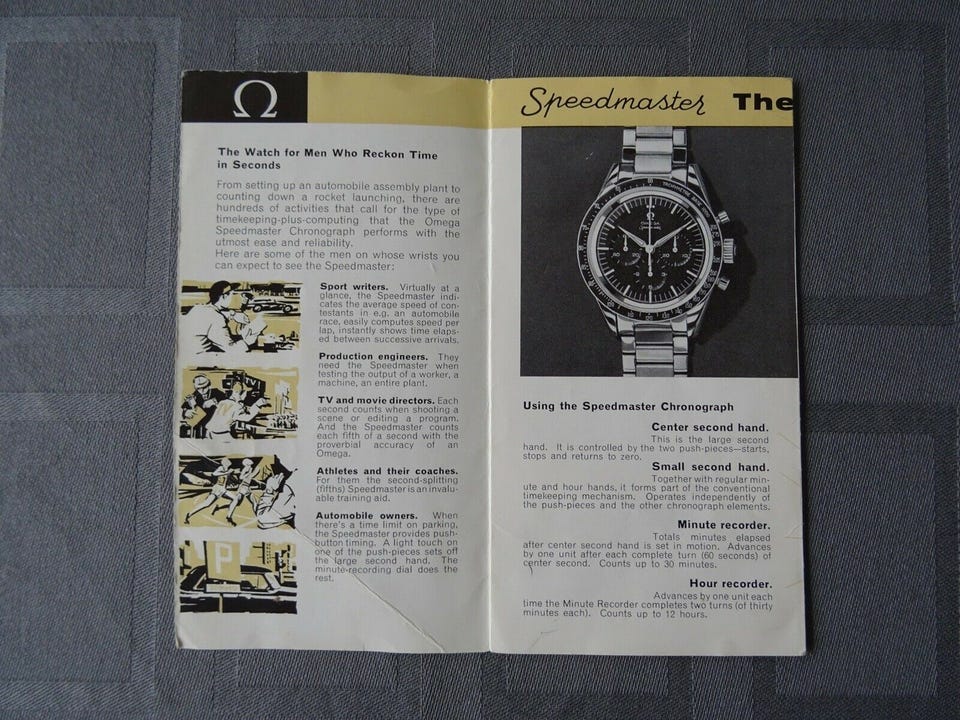 Ω
The Watch for Men Who Reckon Time
in Seconds
From setting up an automobile assembly plant to
counting down a rocket launching, there are
hundreds of activities that call for the type of
timekeeping-plus-computing that the Omega
Speedmaster Chronograph performs with the
utmost ease and reliability.
Here are some of the men on whose wrists you
can expect to see the Speedmaster:
Sport writers. Virtually at a
glance, the Speedmaster indi-
cates the average speed of con-
testants in e.g. an automobile
race, easily computes speed per
lap, instantly shows time elaps-
ed between successive arrivals.
Production engineers. They
need the Speedmaster when
testing the output of a worker, a
machine, an entire plant.
TV
TV and movie directors. Each
second counts when shooting a
scene or editing a program.
And the Speedmaster counts
each fifth of a second with the
proverbial accuracy of an
Omega.
Athletes and their coaches.
For them the second-splitting
(fifths) Speedmaster is an invalu-
able training aid.
Automobile owners. When
there's a time limit on parking,
the Speedmaster provides push-
button timing. A light touch on
one of the push-pieces sets off
the large second hand. The
minute-recording dial does the
rest.
P
Speedmaster The
TACHYMÈTRE BASE 1000
Ω
OMEGA
Speedmaster
Using the Speedmaster Chronograph
Center second hand.
This is the large second
hand. It is controlled by the two push-pieces—starts,
stops and returns to zero.
Small second hand.
Together with regular min-
ute and hour hands, it forms part of the conventional
timekeeping mechanism. Operates independently of
the push-pieces and the other chronograph elements.
Minute recorder.
Totals minutes elapsed
after center second hand is set in motion. Advances
by one unit after each complete turn (60 seconds) of
center second. Counts up to 30 minutes.
Hour recorder.
Advances by one unit each
time the Minute Recorder completes two turns (of thirty
minutes each). Counts up to 12 hours.